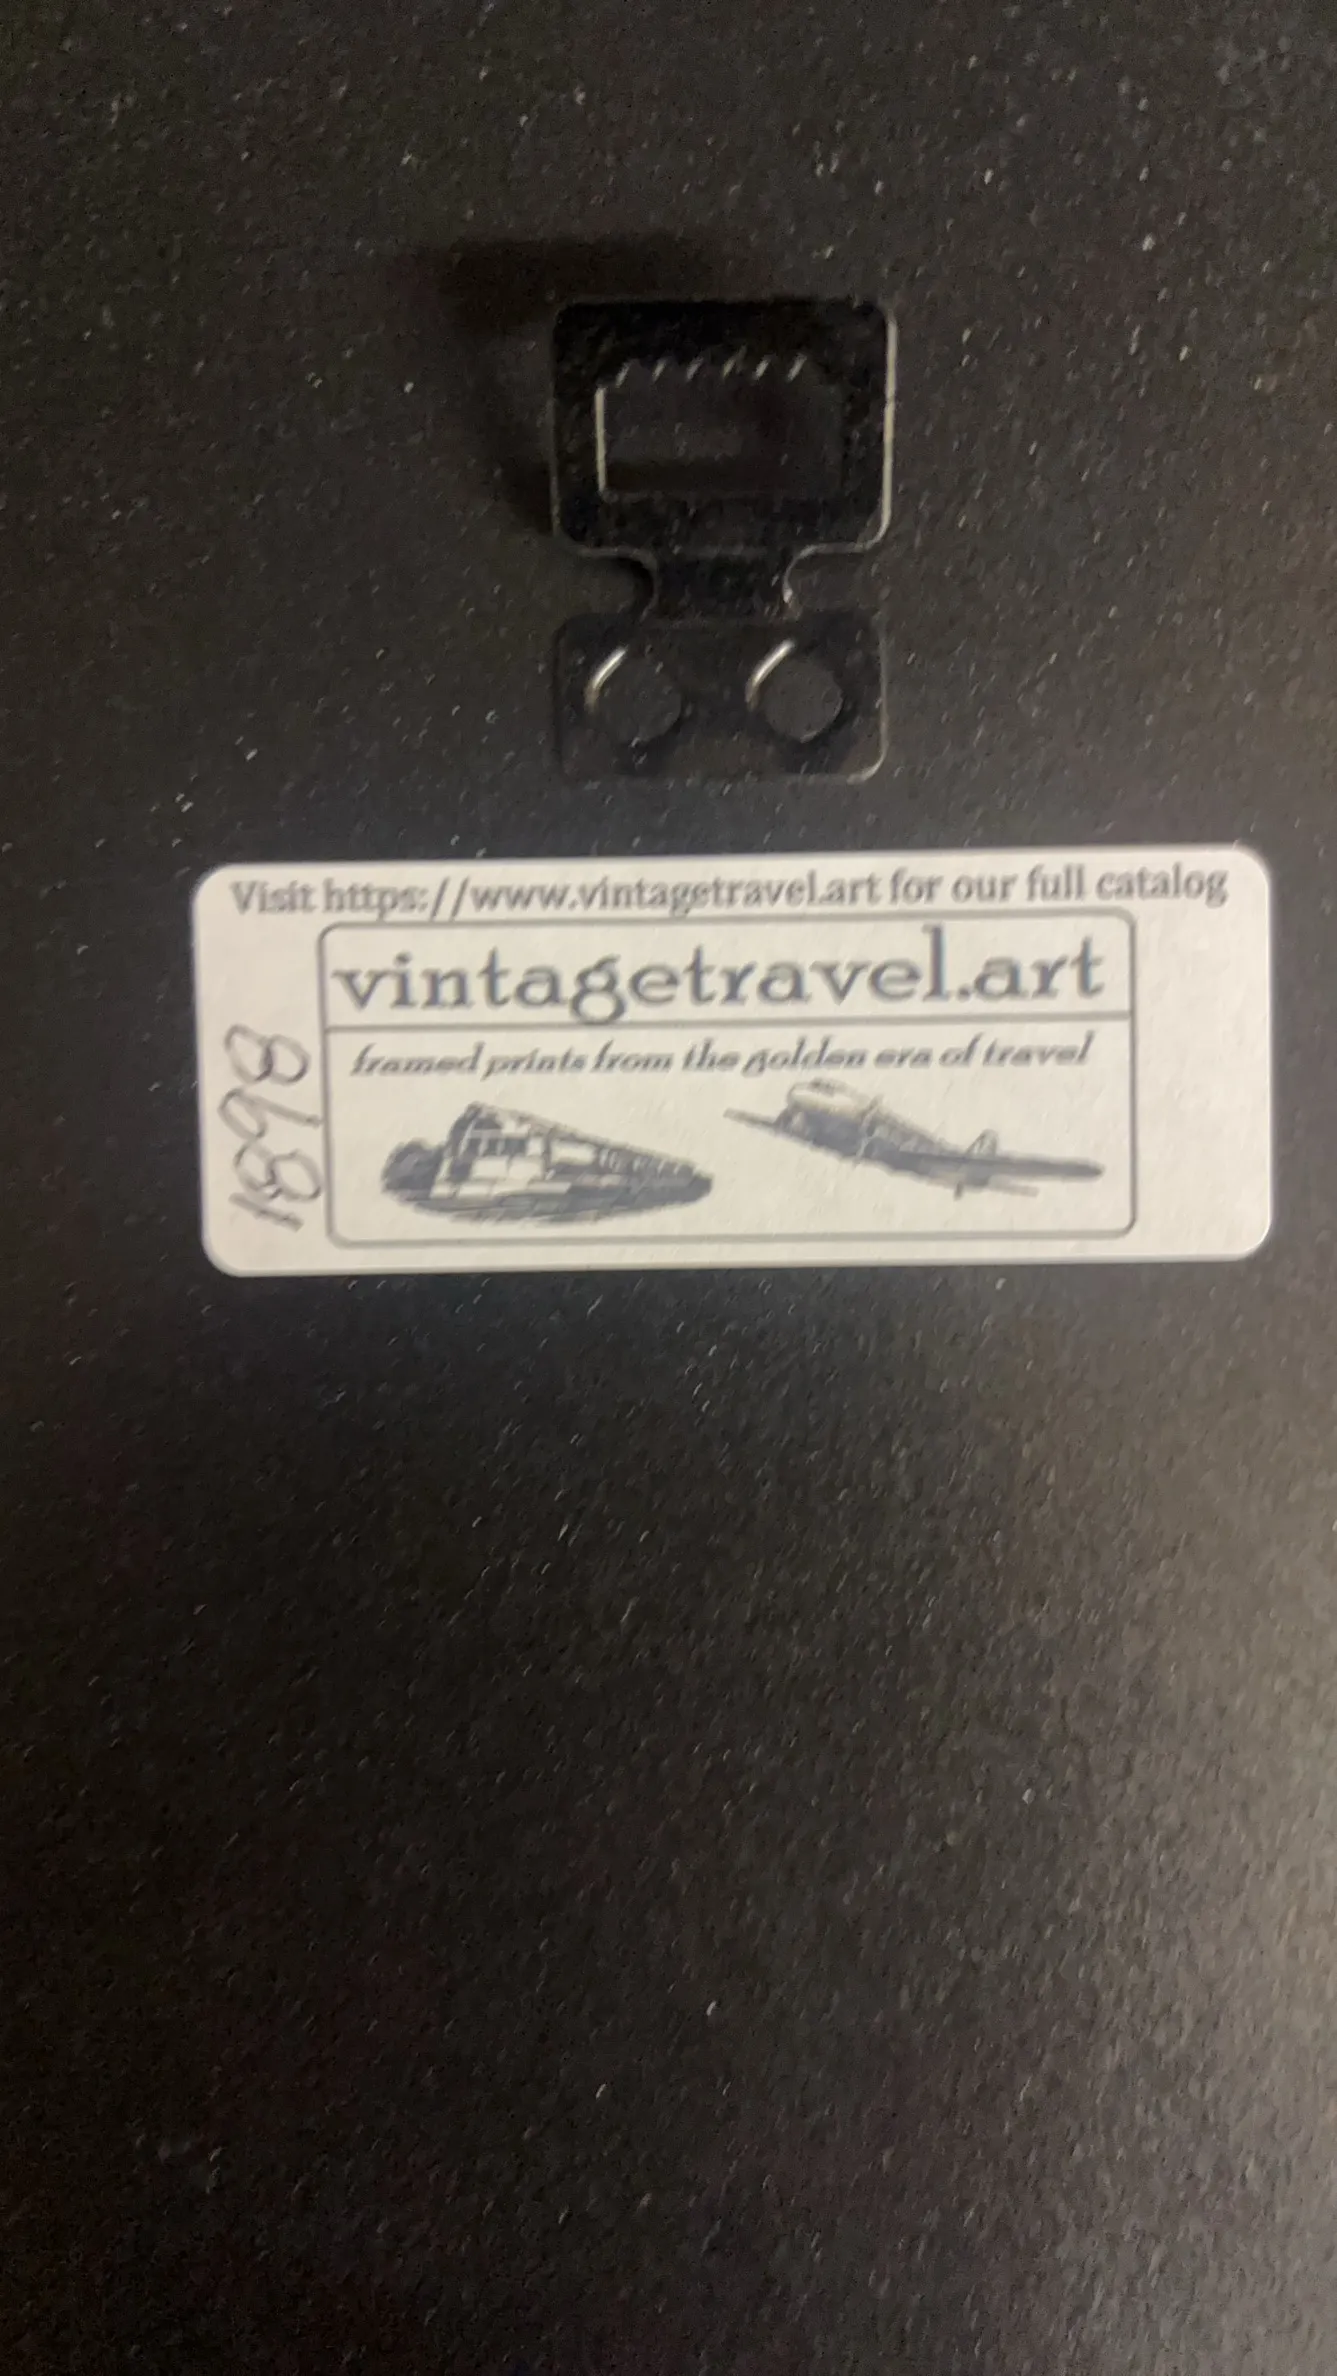 Visit https://www.vintagetravel.art for our full catalog
vintagetravel.art
framed prints from the golden era of travel
1898